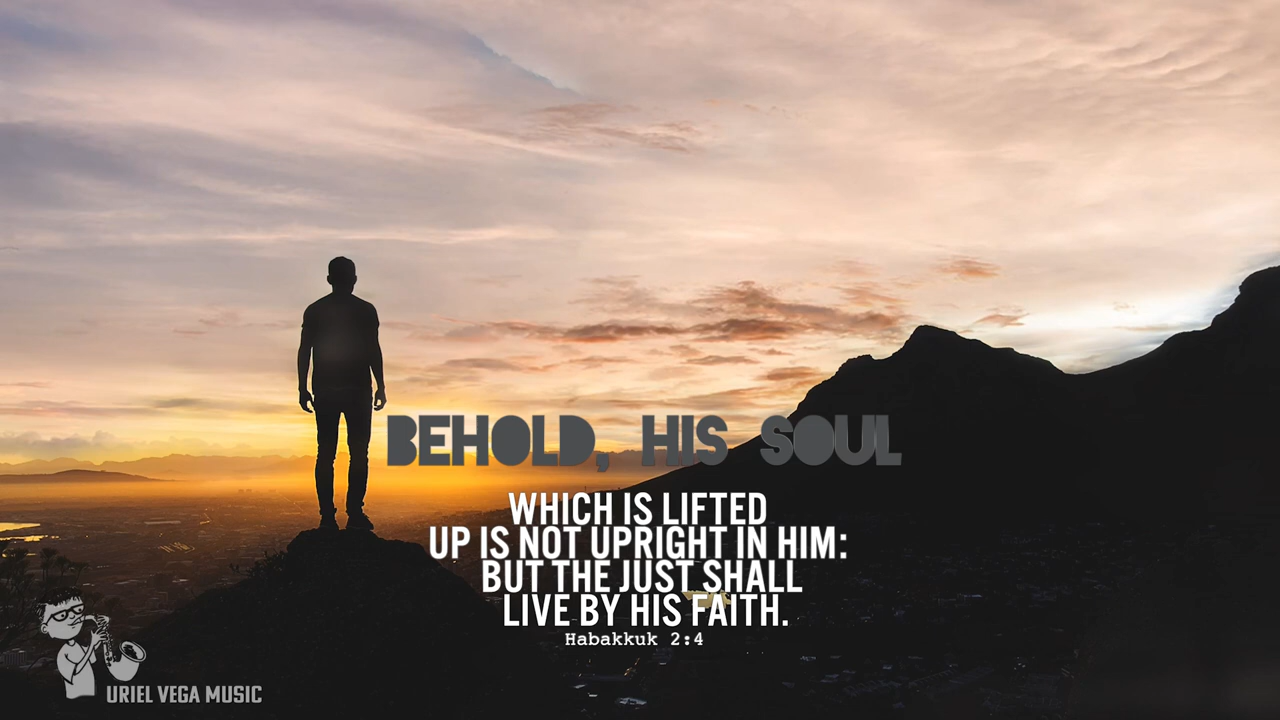 BEHOLD, HIS SOUL
WHICH IS LIFTED
UP IS NOT UPRIGHT IN HIM:
BUT THE JUST SHALL
LIVE BY HIS FAITH.
Habakkuk 2:4
URIEL VEGA MUSIC